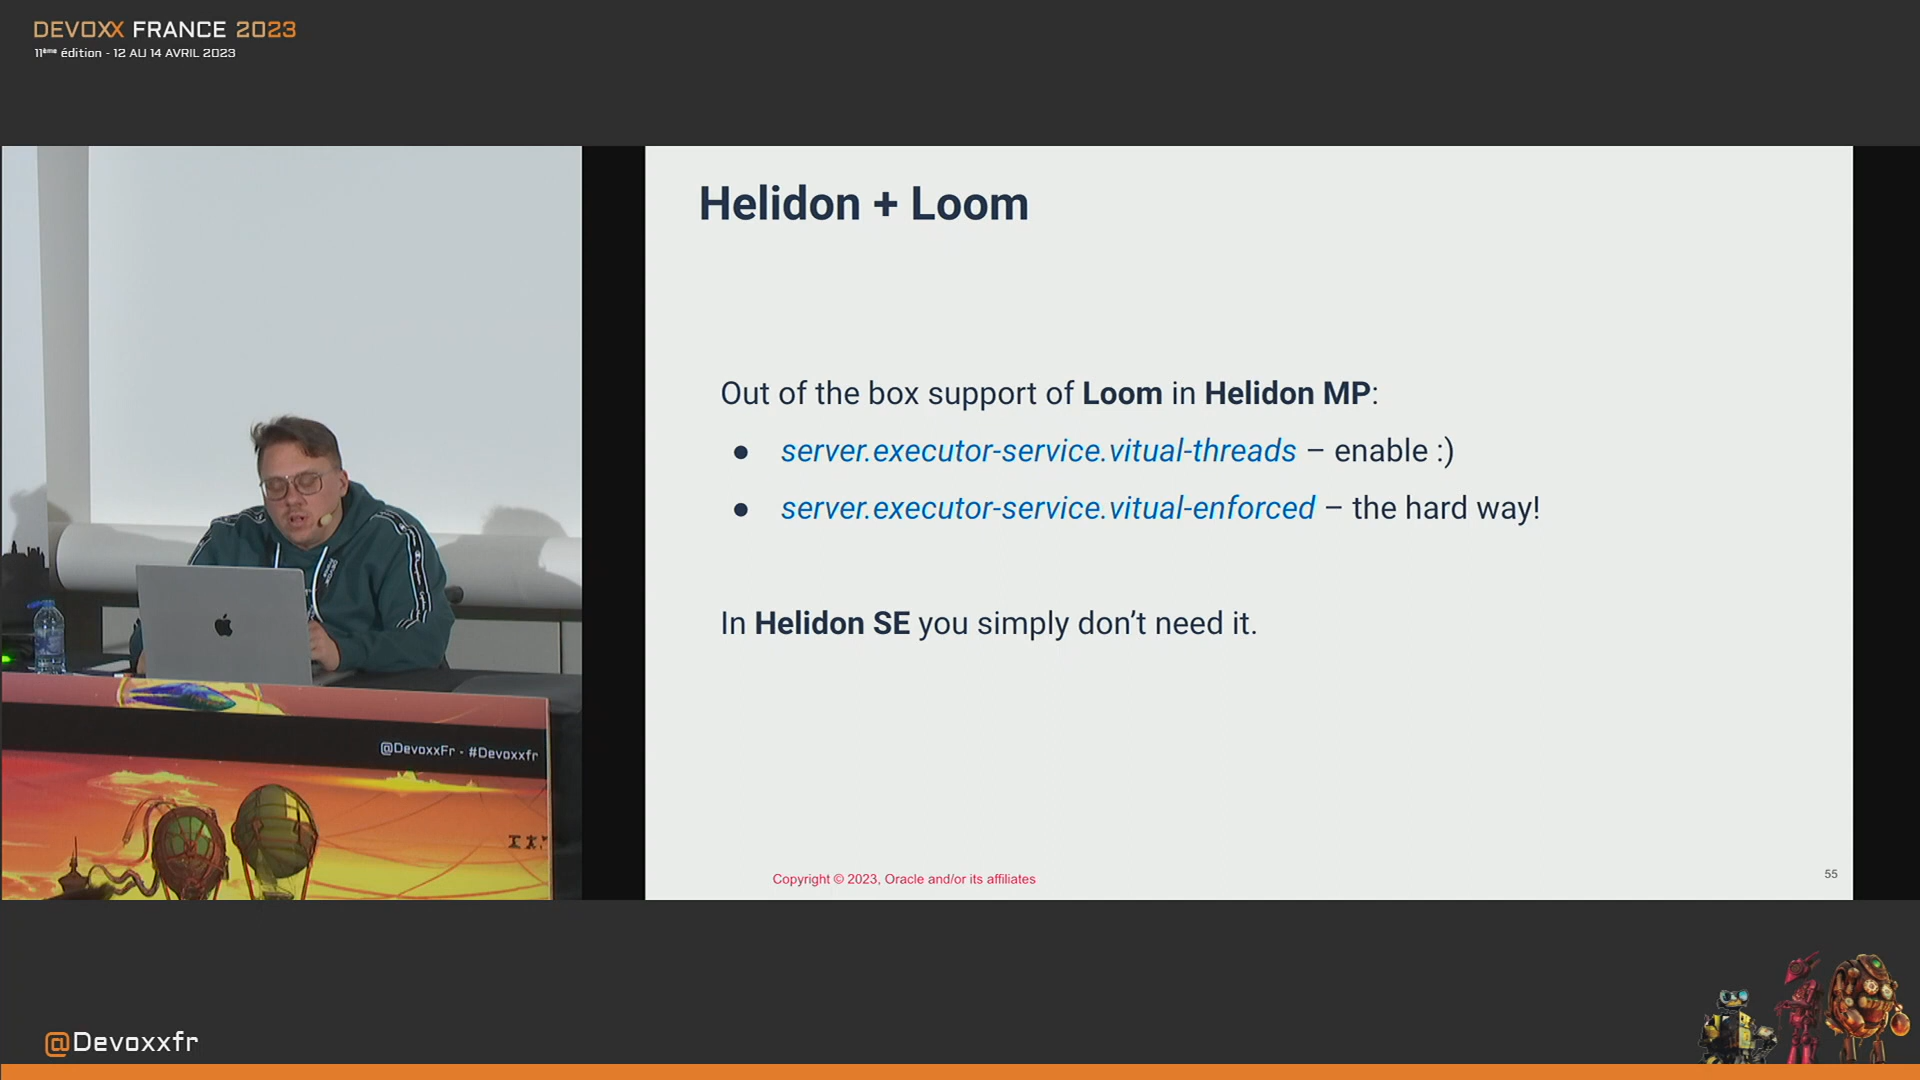 DEVOXX FRANCE 2023
11ème édition - 12 AU 14 AVRIL 2023
Helidon + Loom
Out of the box support of Loom in Helidon MP:
● server.executor-service.vitual-threads – enable :)
● server.executor-service.vitual-enforced – the hard way!
In Helidon SE you simply don’t need it.
Copyright © 2023, Oracle and/or its affiliates
55
@DevoxxFr - #Devoxxfr
@Devoxxfr